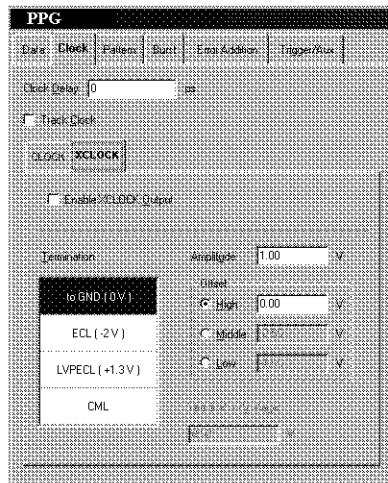 PPG
Data Clock Pattern Burst Error Addition Trigger/Aux
Clock Delay 0 ps
Track Clock
CLOCK XCLOCK
Enable XCLOCK Output
Termination Amplitude 1.00 V
Offset
to GND ( 0 V ) High 0.00 V
ECL ( -2 V ) Middle V
LVPECL ( +1.3 V ) Low V
CML
V